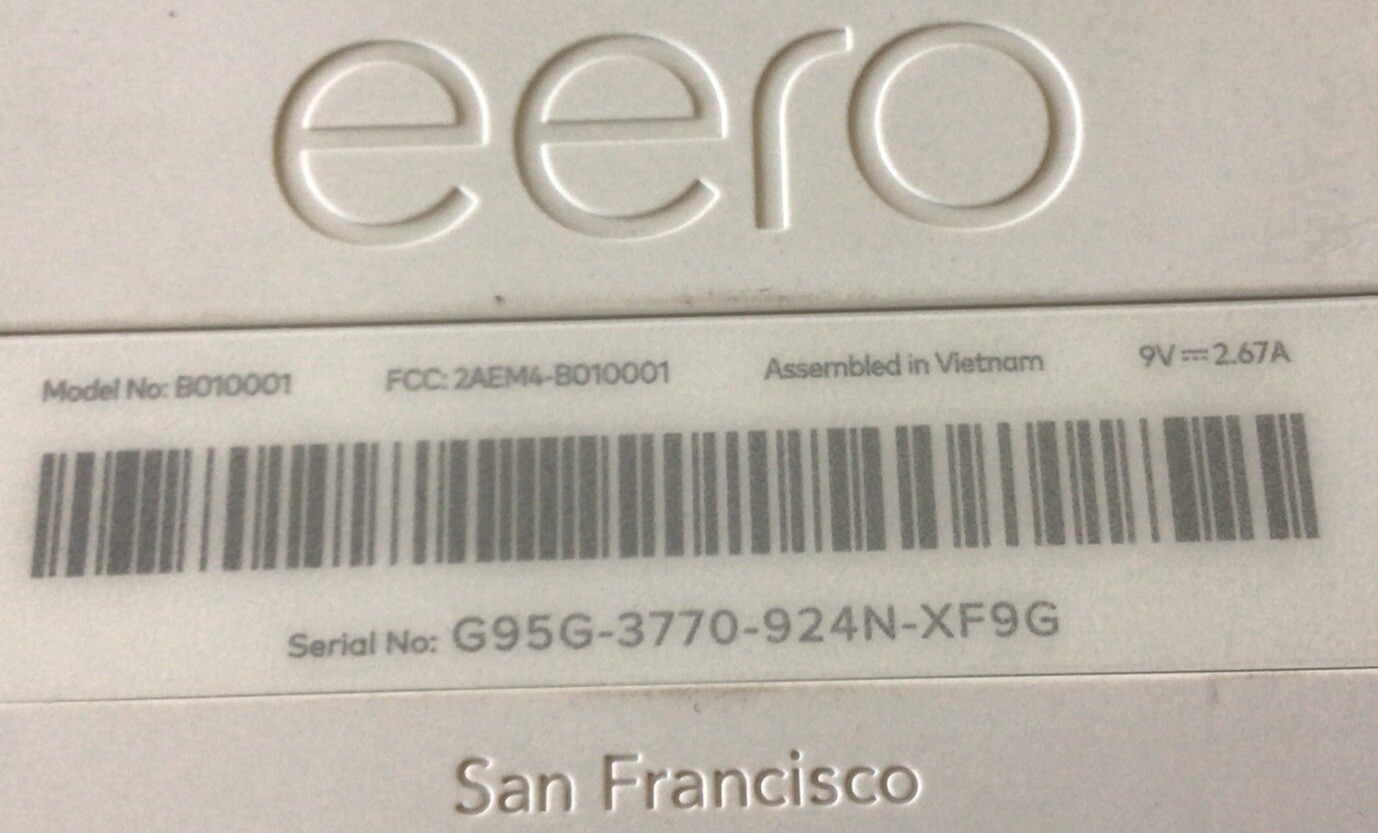 eero
Model No: B010001 FCC: 2AEM4-B010001 Assembled in Vietnam 9V⎓2.67A
Serial No: G95G-3770-924N-XF9G
San Francisco